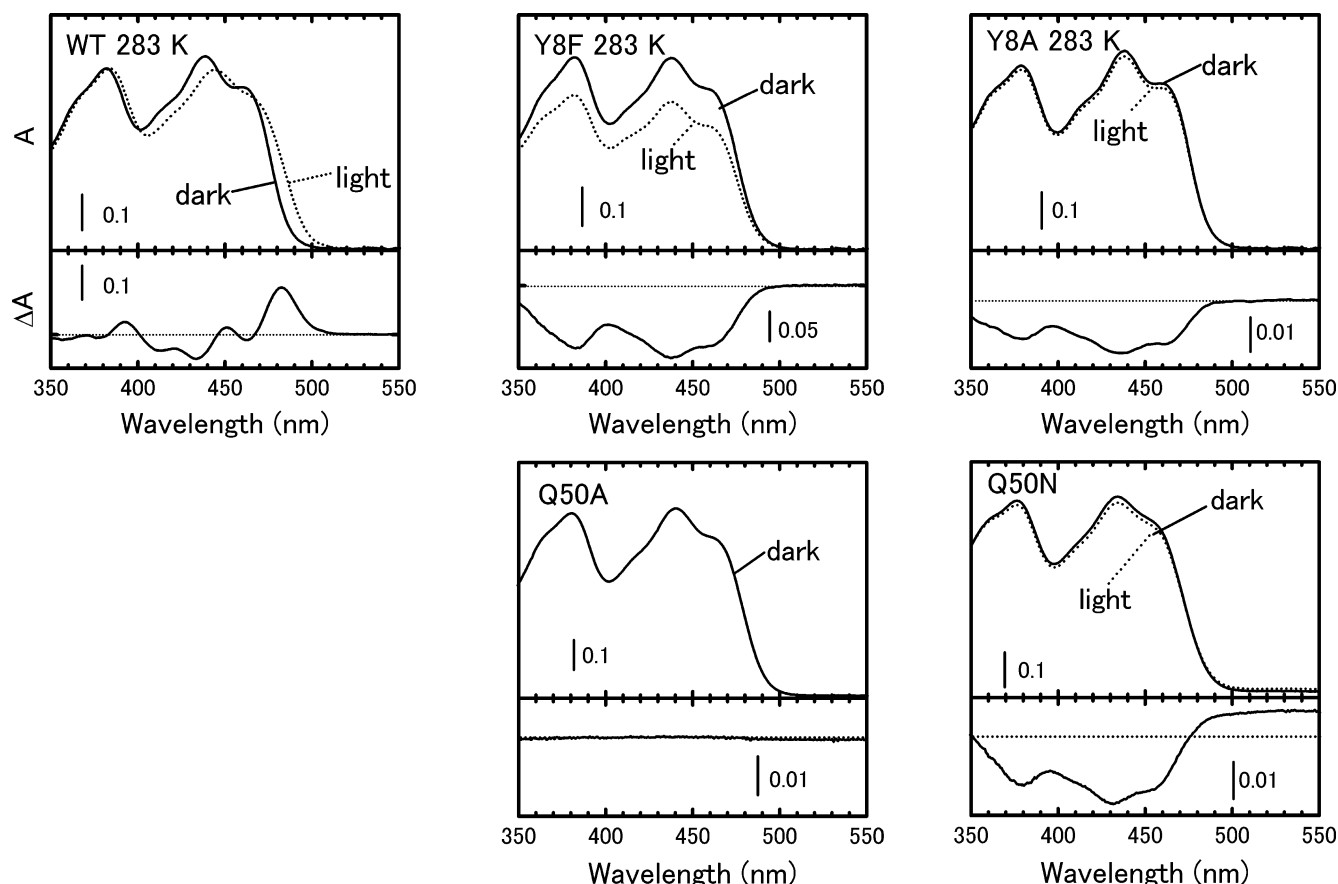 WT 283 K
A
dark
light
0.1
0.1
ΔA
350 400 450 500 550
Wavelength (nm)
Y8F 283 K
dark
light
0.1
0.05
350 400 450 500 550
Wavelength (nm)
Y8A 283 K
dark
light
0.1
0.01
350 400 450 500 550
Wavelength (nm)
Q50A
dark
0.1
0.01
350 400 450 500 550
Wavelength (nm)
Q50N
dark
light
0.1
0.01
350 400 450 500 550
Wavelength (nm)